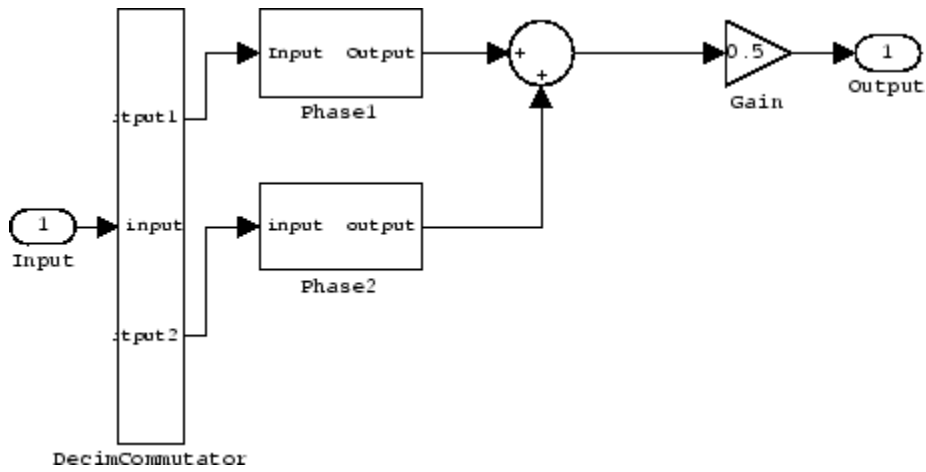 Input Output
+
+
0.5
1
Output
Gain
Phase1
tput1
1
input
Input
input output
Phase2
tput2
DecimCommutator